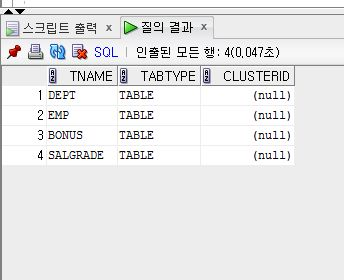 스크립트 출력 × 질의 결과 ×
SQL | 인출된 모든 행: 4(0,047초)
TNAME TABTYPE CLUSTERID
1 DEPT TABLE (null)
2 EMP TABLE (null)
3 BONUS TABLE (null)
4 SALGRADE TABLE (null)